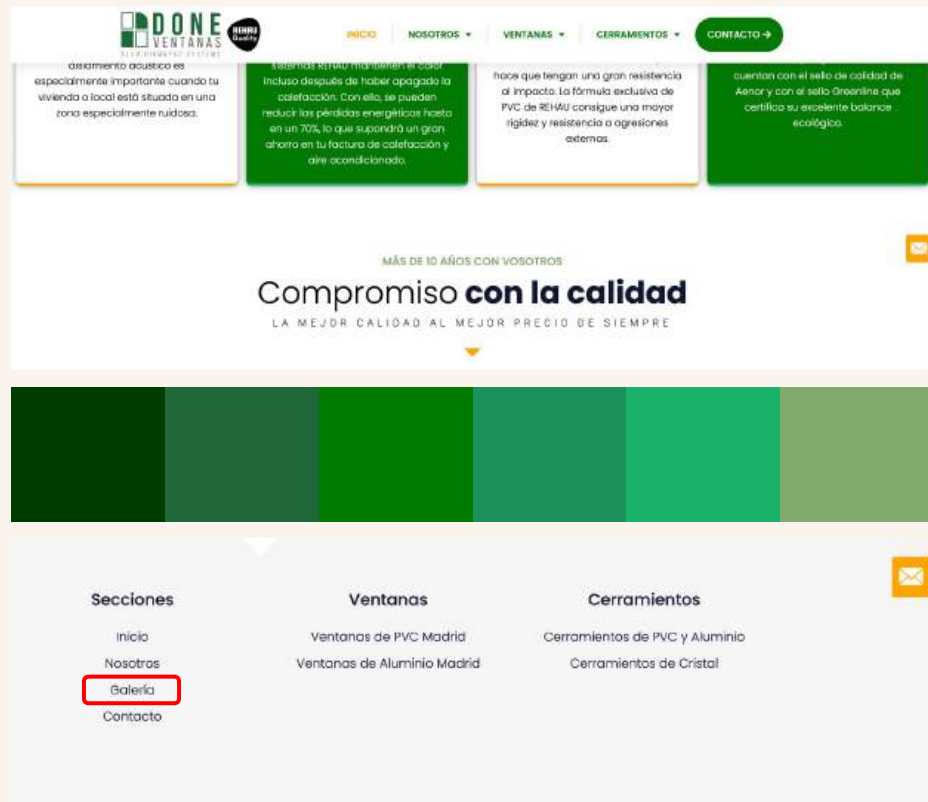 DONE
VENTANAS
REHAU
Quality
INICIO
NOSOTROS
VENTANAS
CERRAMIENTOS
CONTACTO →
aislamiento acústico es
especialmente importante cuando tu
vivienda o local está situada en una
zona especialmente ruidosa.
sistemas REHAU mantienen el calor
incluso después de haber apagado la
calefacción. Con ello, se pueden
reducir las pérdidas energéticas hasta
en un 70%, lo que supondrá un gran
ahorro en tu factura de calefacción y
aire acondicionado.
hace que tengan una gran resistencia
al impacto. La fórmula exclusiva de
PVC de REHAU consigue una mayor
rigidez y resistencia a agresiones
externas.
cuentan con el sello de calidad de
Aenor y con el sello Greenline que
certifica su excelente balance
ecológico.
MÁS DE 10 AÑOS CON VOSOTROS
Compromiso con la calidad
LA MEJOR CALIDAD AL MEJOR PRECIO DE SIEMPRE
Secciones
Inicio
Nosotros
Galería
Contacto
Ventanas
Ventanas de PVC Madrid
Ventanas de Aluminio Madrid
Cerramientos
Cerramientos de PVC y Aluminio
Cerramientos de Cristal